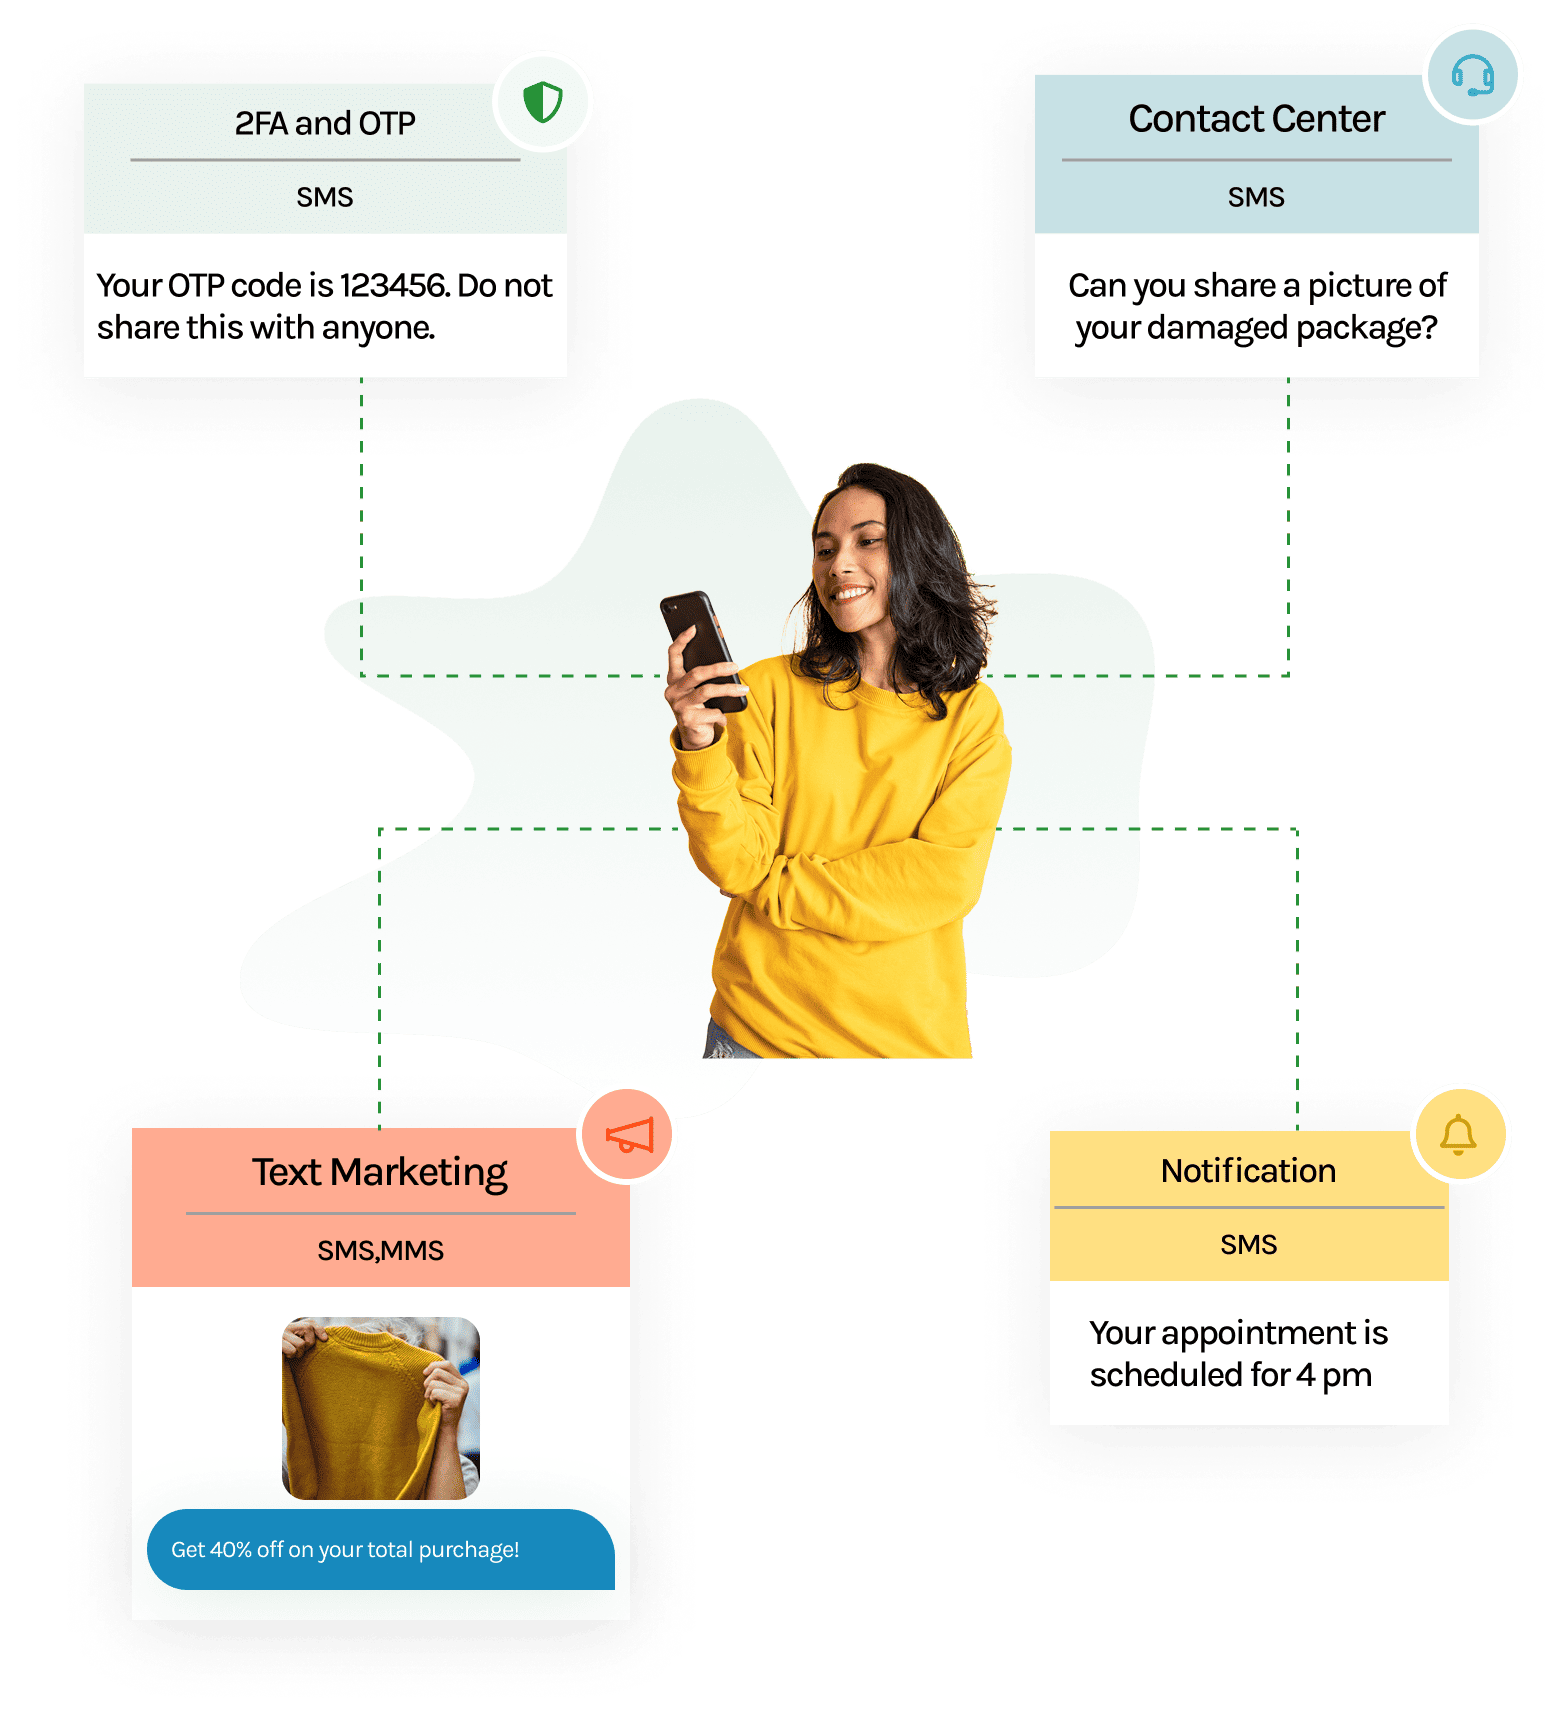 2FA and OTP
SMS
Your OTP code is 123456. Do not
share this with anyone.
Contact Center
SMS
Can you share a picture of
your damaged package?
Text Marketing
SMS,MMS
Get 40% off on your total purchage!
Notification
SMS
Your appointment is
scheduled for 4 pm